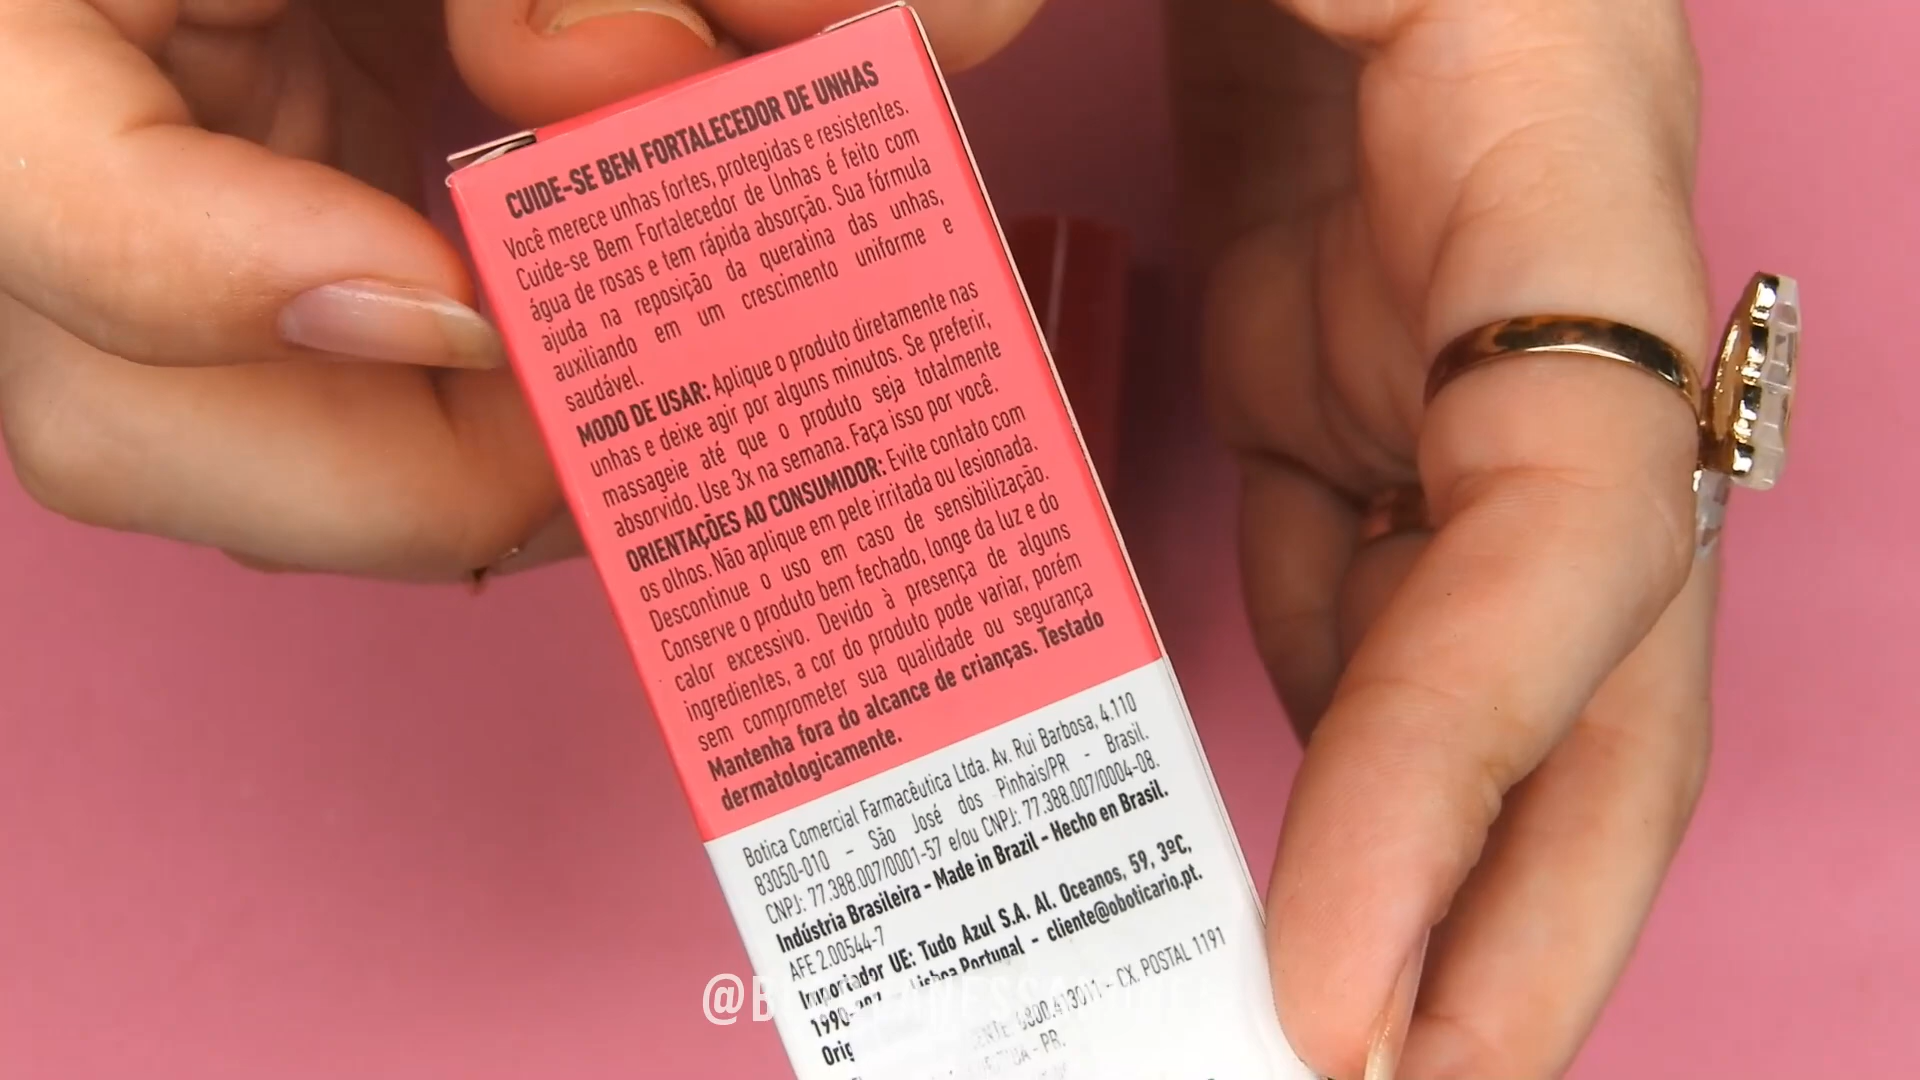 CUIDE-SE BEM FORTALECEDOR DE UNHAS
Você merece unhas fortes, protegidas e resistentes.
Cuide-se Bem Fortalecedor de Unhas é feito com
água de rosas e tem rápida absorção. Sua fórmula
ajuda na reposição da queratina das unhas,
auxiliando em um crescimento uniforme e
saudável.
MODO DE USAR: Aplique o produto diretamente nas
unhas e deixe agir por alguns minutos. Se preferir,
massageie até que o produto seja totalmente
absorvido. Use 3x na semana. Faça isso por você.
ORIENTAÇÕES AO CONSUMIDOR: Evite contato com
os olhos. Não aplique em pele irritada ou lesionada.
Descontinue o uso em caso de sensibilização.
Conserve o produto bem fechado, longe da luz e do
calor excessivo. Devido à presença de alguns
ingredientes, a cor do produto pode variar, porém
sem comprometer sua qualidade ou segurança
Mantenha fora do alcance de crianças. Testado
dermatologicamente.
Botica Comercial Farmacêutica Ltda. Av. Rui Barbosa, 4.110
83050-010 - São José dos Pinhais/PR - Brasil.
CNPJ: 77.388.007/0001-57 e/ou CNPJ: 77.388.007/0004-08.
Indústria Brasileira - Made in Brazil - Hecho en Brasil.
AFE 2.00544-7
Importador UE: Tudo Azul S.A. Al. Oceanos, 59, 3ºC,
Lisboa Portugal - cliente@oboticario.pt.
0800.413011 - CX. POSTAL 1191
- PR.